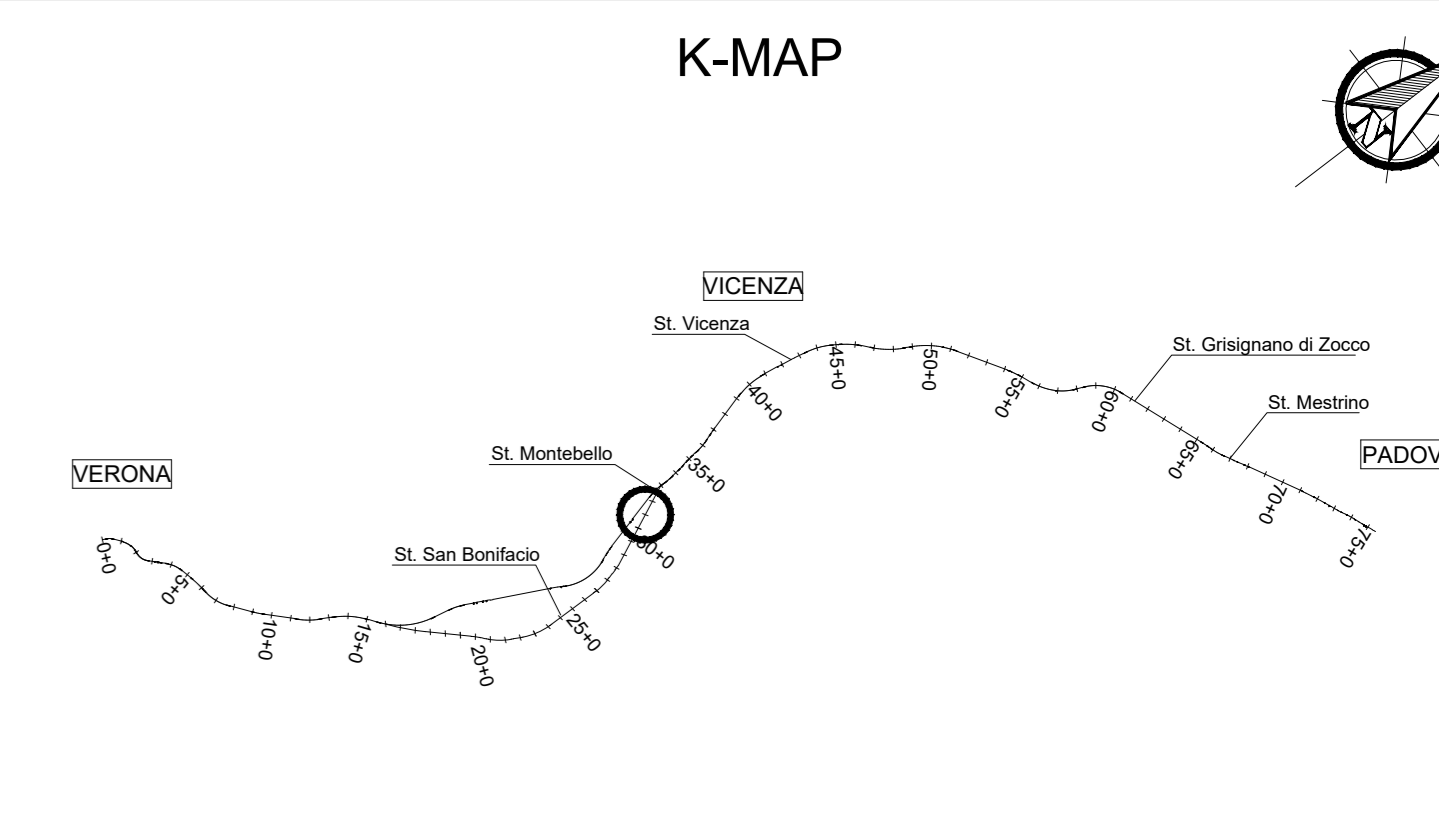 K-MAP
N
VICENZA
St. Vicenza
St. Grisignano di Zocco
St. Mestrino
PADOV
St. Montebello
VERONA
St. San Bonifacio
0+0
5+0
10+0
15+0
20+0
25+0
30+0
35+0
40+0
45+0
50+0
55+0
60+0
65+0
70+0
75+0